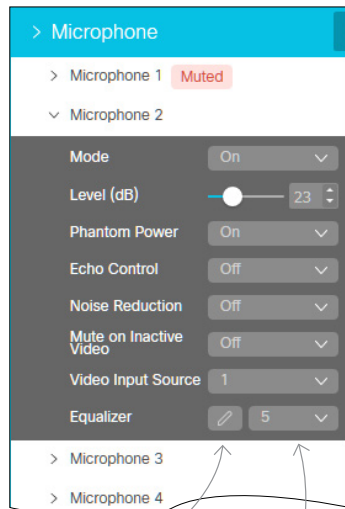 Microphone
Microphone 1 Muted
Microphone 2
Mode On
Level (dB) 23
Phantom Power On
Echo Control Off
Noise Reduction Off
Mute on Inactive
Video Off
Video Input Source 1
Equalizer 5
Microphone 3
Microphone 4